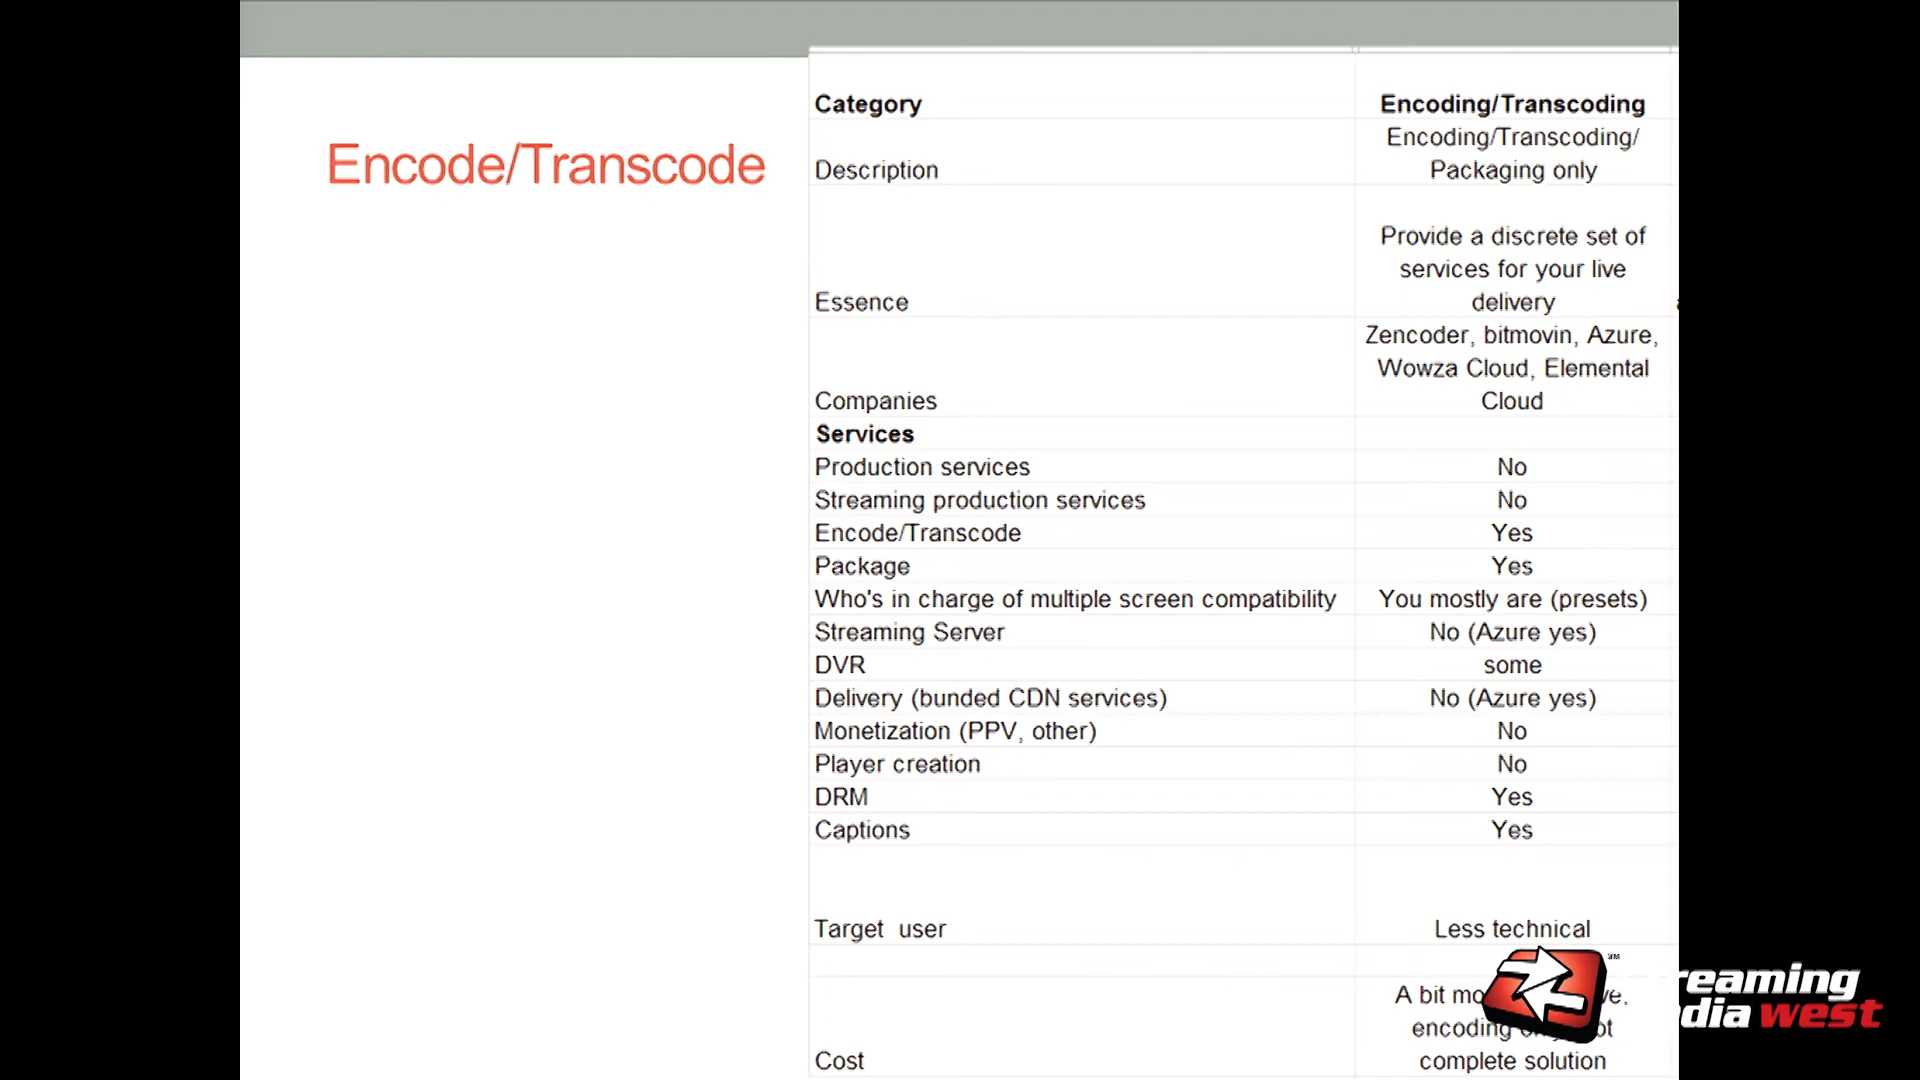 Encode/Transcode
Category Encoding/Transcoding
Description Encoding/Transcoding/
Packaging only
Essence Provide a discrete set of
services for your live
delivery
Companies Zencoder, bitmovin, Azure,
Wowza Cloud, Elemental
Cloud
Services
Production services No
Streaming production services No
Encode/Transcode Yes
Package Yes
Who's in charge of multiple screen compatibility You mostly are (presets)
Streaming Server No (Azure yes)
DVR some
Delivery (bunded CDN services) No (Azure yes)
Monetization (PPV, other) No
Player creation No
DRM Yes
Captions Yes
Target user Less technical
Cost A bit
encoding
complete solution
reaming
dia west
SM